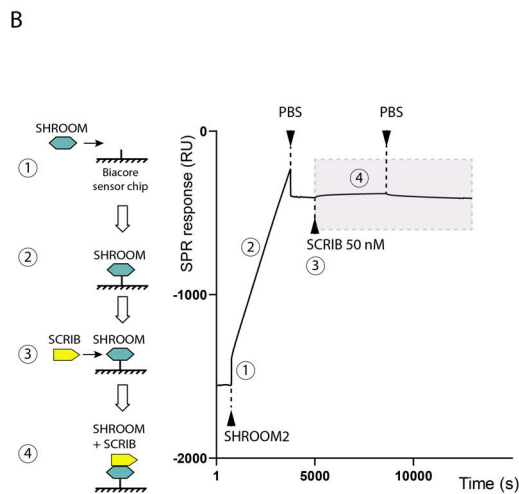 B
SHROOM
1
Biacore
sensor chip
2
SHROOM
3
SCRIB
SHROOM
4
SHROOM
+ SCRIB
SPR response (RU)
0
-1000
-2000
PBS
PBS
4
2
SCRIB 50 nM
3
1
SHROOM2
1
5000
10000
Time (s)